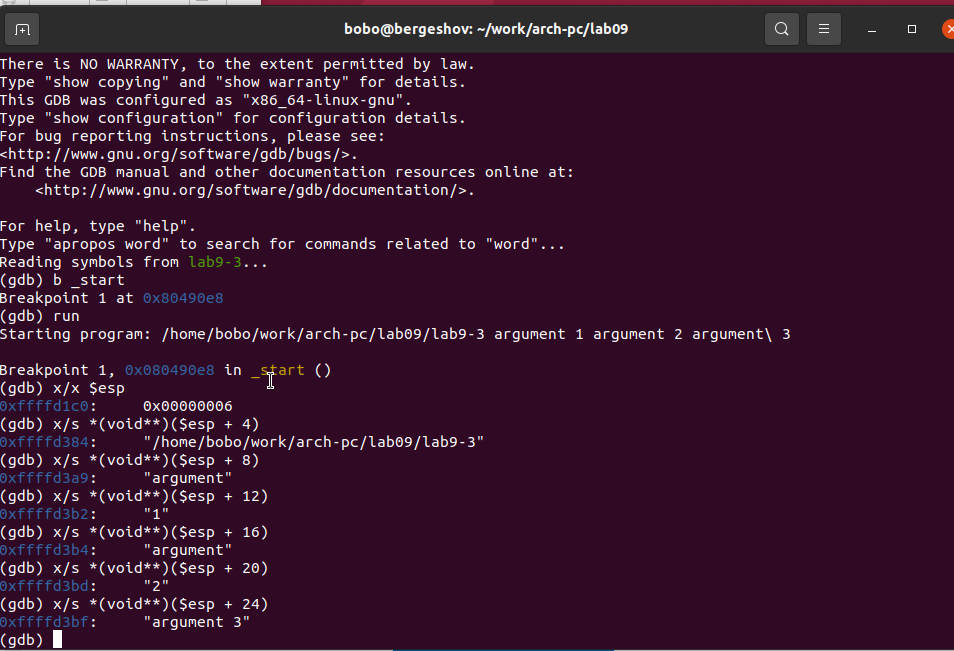 bobo@bergeshov: ~/work/arch-pc/lab09
There is NO WARRANTY, to the extent permitted by law.
Type "show copying" and "show warranty" for details.
This GDB was configured as "x86_64-linux-gnu".
Type "show configuration" for configuration details.
For bug reporting instructions, please see:
<http://www.gnu.org/software/gdb/bugs/>.
Find the GDB manual and other documentation resources online at:
    <http://www.gnu.org/software/gdb/documentation/>.
For help, type "help".
Type "apropos word" to search for commands related to "word"...
Reading symbols from lab9-3...
(gdb) b _start
Breakpoint 1 at 0x80490e8
(gdb) run
Starting program: /home/bobo/work/arch-pc/lab09/lab9-3 argument 1 argument 2 argument\ 3
Breakpoint 1, 0x080490e8 in _start ()
(gdb) x/x $esp
0xffffd1c0:     0x00000006
(gdb) x/s *(void**)($esp + 4)
0xffffd384:     "/home/bobo/work/arch-pc/lab09/lab9-3"
(gdb) x/s *(void**)($esp + 8)
0xffffd3a9:     "argument"
(gdb) x/s *(void**)($esp + 12)
0xffffd3b2:     "1"
(gdb) x/s *(void**)($esp + 16)
0xffffd3b4:     "argument"
(gdb) x/s *(void**)($esp + 20)
0xffffd3bd:     "2"
(gdb) x/s *(void**)($esp + 24)
0xffffd3bf:     "argument 3"
(gdb)